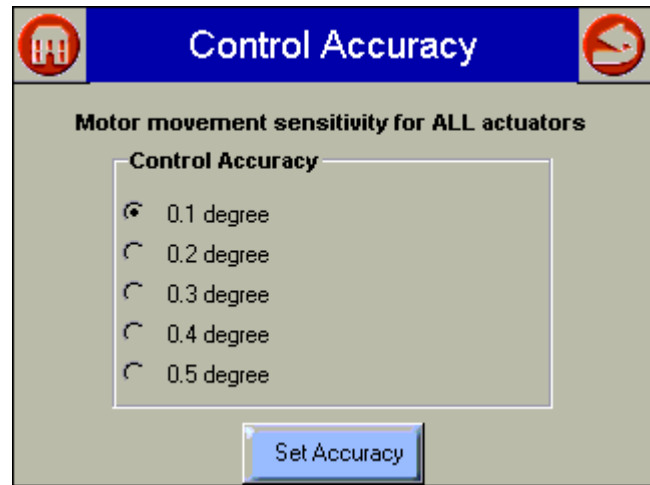 Control Accuracy
Motor movement sensitivity for ALL actuators
Control Accuracy
0.1 degree
0.2 degree
0.3 degree
0.4 degree
0.5 degree
Set Accuracy